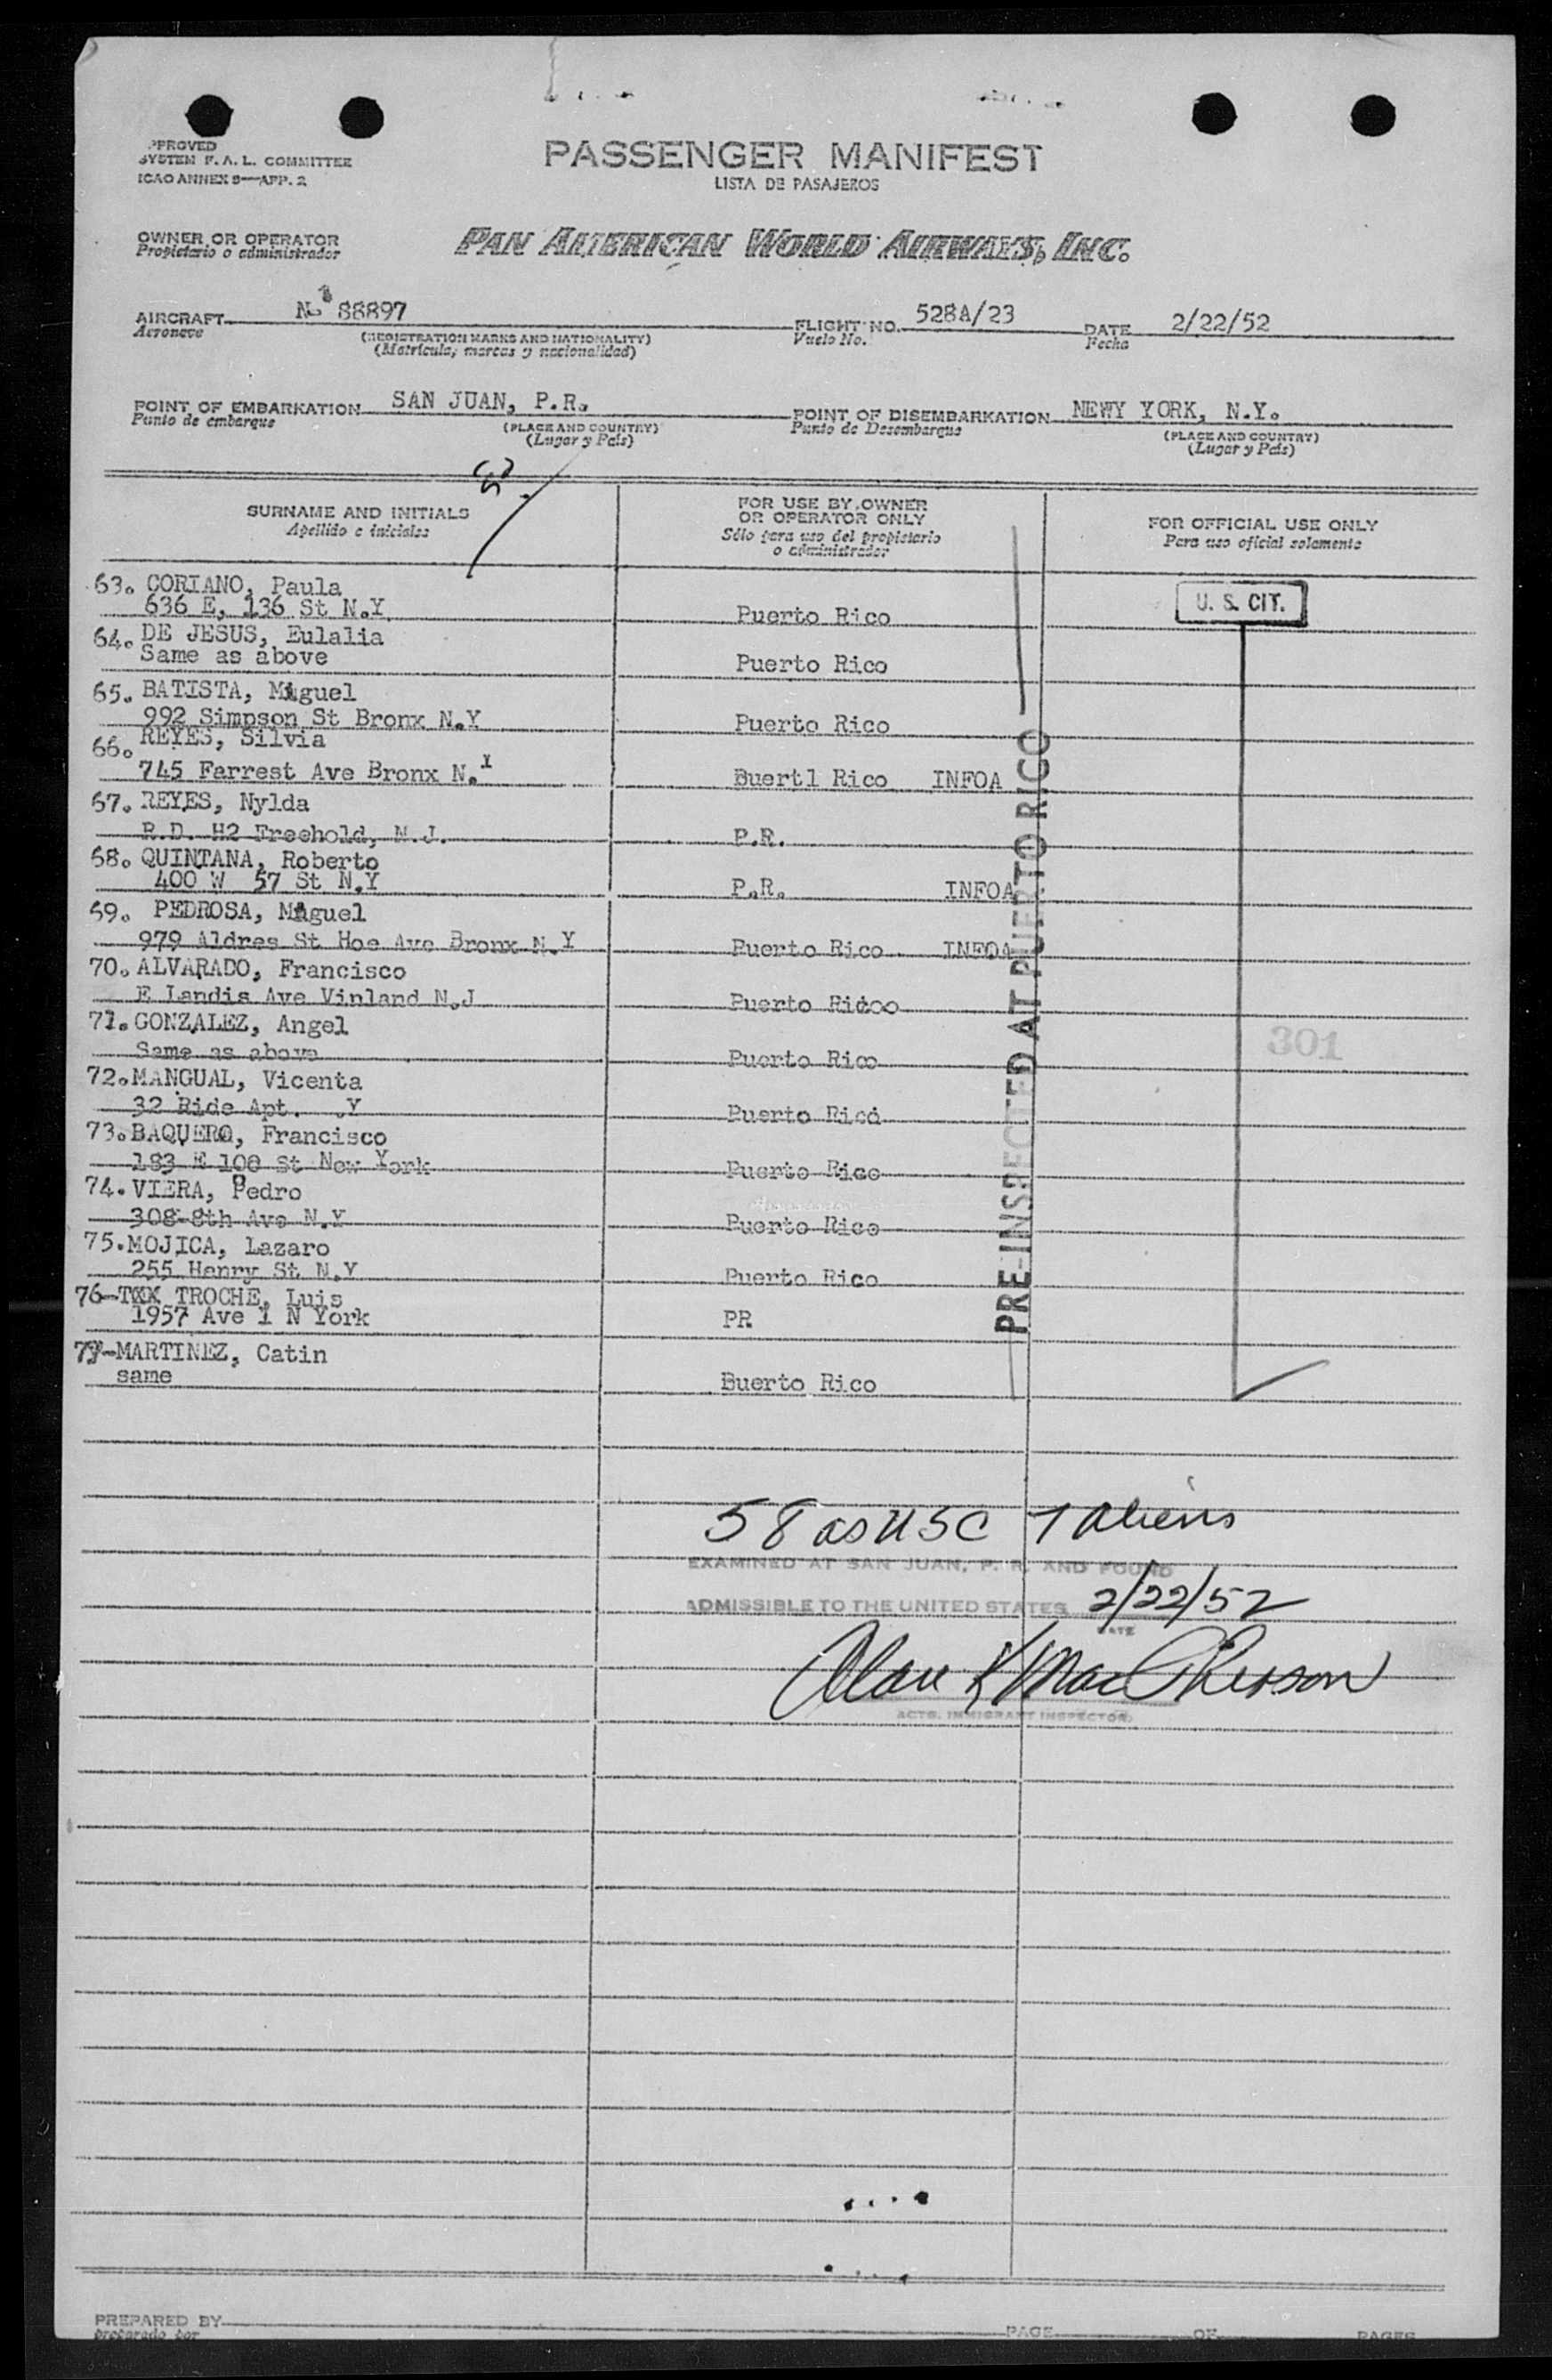 APPROVED
SYSTEM F. A. L. COMMITTEE
ICAO ANNEX 9—APP. 2
PASSENGER MANIFEST
LISTA DE PASAJEROS
OWNER OR OPERATOR
Propietario o administrador
PAN AMERICAN WORLD AIRWAYS, INC.
AIRCRAFT N 88897 FLIGHT NO. 528A/23 DATE 2/22/52
Aeronave (REGISTRATION MARKS AND NATIONALITY) Vuelo No. Fecha
(Matricula, marcas y nacionalidad)
POINT OF EMBARKATION SAN JUAN, P.R. POINT OF DISEMBARKATION NEWY YORK, N.Y.
Punto de embarque (PLACE AND COUNTRY) Punto de Desembarque (PLACE AND COUNTRY)
(Lugar y País) (Lugar y País)
SURNAME AND INITIALS
Apellido e iniciales
FOR USE BY OWNER
OR OPERATOR ONLY
Sólo para uso del propietario
o administrador
FOR OFFICIAL USE ONLY
Para uso oficial solamente
63. CORIANO, Paula
636 E, 136 St N.Y Puerto Rico
U. S. CIT.
64. DE JESUS, Eulalia
Same as above Puerto Rico
65. BATISTA, Miguel
992 Simpson St Bronx N.Y Puerto Rico
66. REYES, Silvia
745 Farrest Ave Bronx N.Y Buertl Rico INFOA
67. REYES, Nylda
R.D. H2 Freehold, N.J. P.R.
68. QUINTANA, Roberto
400 W 57 St N.Y P.R. INFOA
69. PEDROSA, Miguel
979 Aldres St Hoe Ave Bronx N.Y Puerto Rico INFOA
70. ALVARADO, Francisco
E Landis Ave Vinland N.J Puerto Ricoo
71. GONZALEZ, Angel
Same as above Puerto Rico
301
72. MANGUAL, Vicenta
32 Ride Apt. .Y Puerto Rico
73. BAQUERO, Francisco
183 E 108 St New York Puerto Rico
74. VIERA, Pedro
308-8th Ave N.Y Puerto Rico
75. MOJICA, Lazaro
255 Henry St N.Y Puerto Rico
76- TROCHE, Luis
1957 Ave 1 N York PR
77-MARTINEZ, Catin
same Buerto Rico
PRE-INSPECTED AT PUERTO RICO
58 as USC 7 aliens
EXAMINED AT SAN JUAN, P. R. AND FOUND
ADMISSIBLE TO THE UNITED STATES 2/22/52
DATE
Alan K MacPherson
ACTG. IMMIGRANT INSPECTOR
PREPARED BY PAGE OF PAGES
preparado por